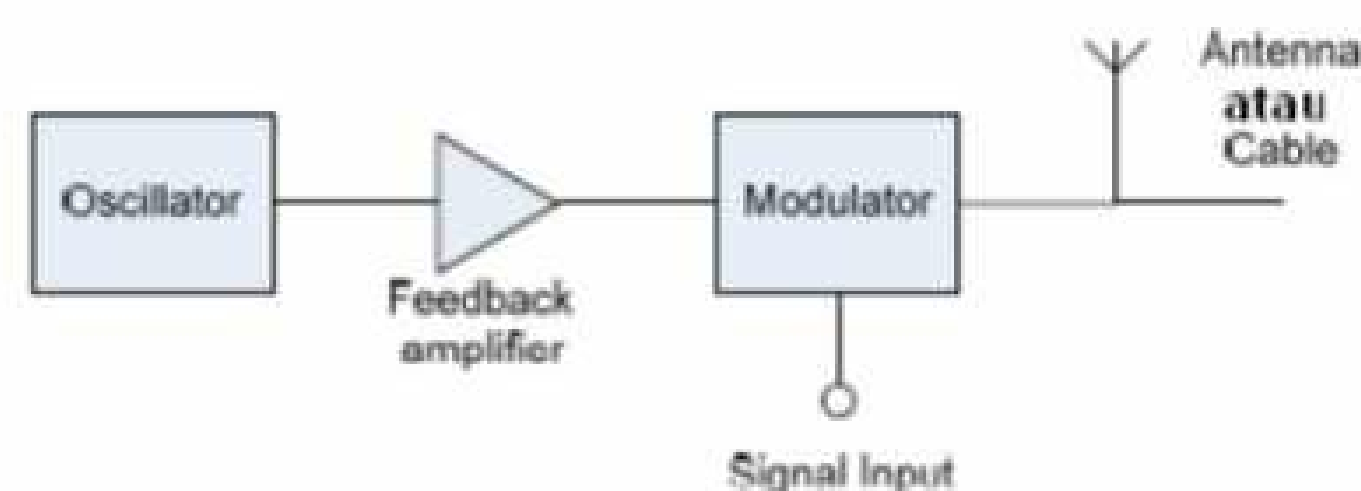 Oscillator
Feedback
amplifier
Modulator
Signal Input
Antenna
atau
Cable